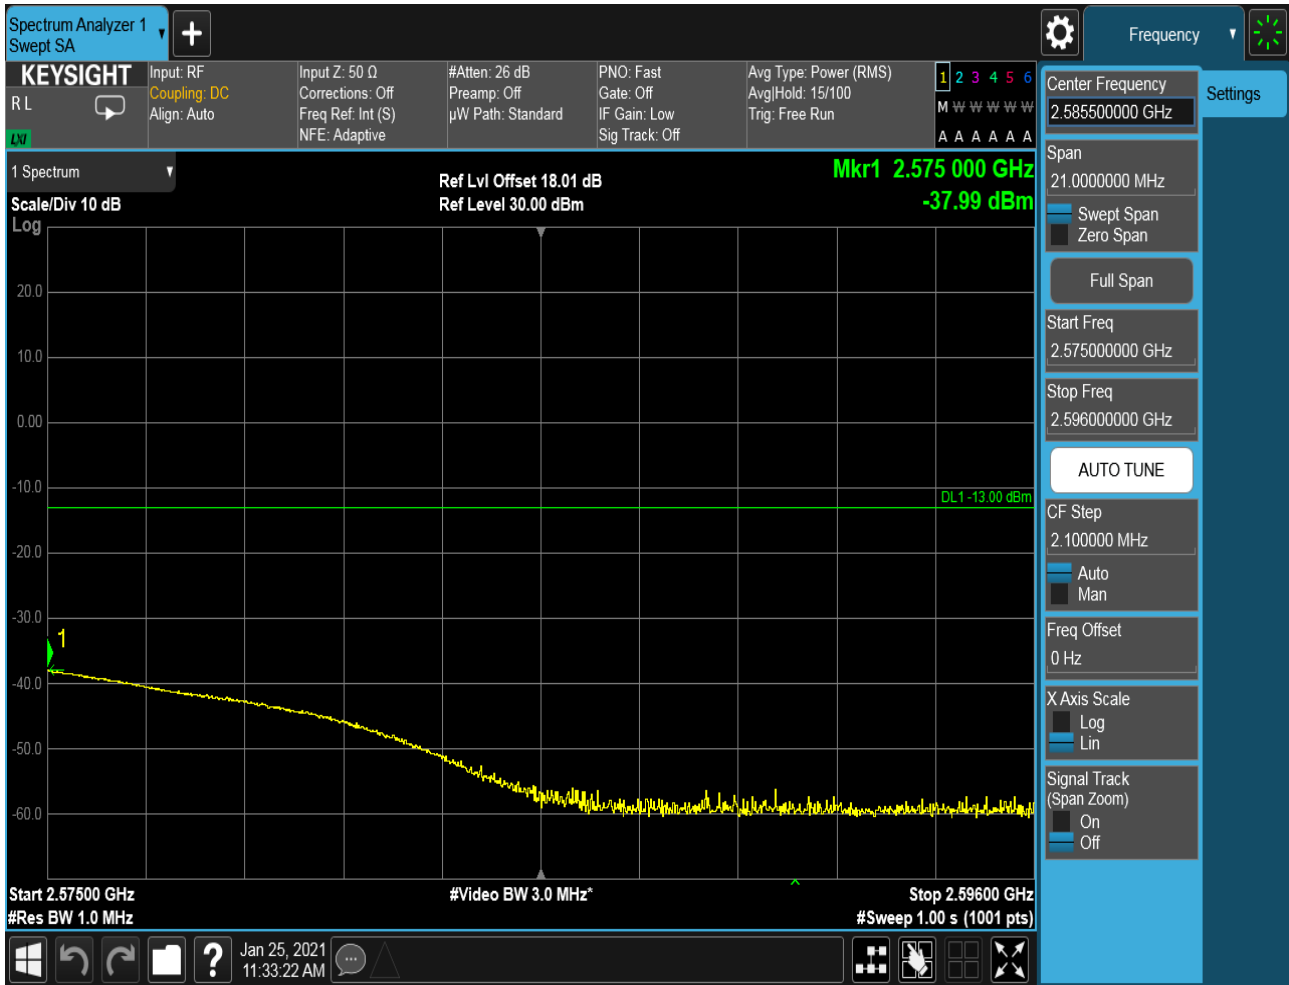 Spectrum Analyzer 1
Swept SA
+
Frequency
KEYSIGHT
R L
LXI
Input: RF
Coupling: DC
Align: Auto
Input Z: 50 Ω
Corrections: Off
Freq Ref: Int (S)
NFE: Adaptive
#Atten: 26 dB
Preamp: Off
µW Path: Standard
PNO: Fast
Gate: Off
IF Gain: Low
Sig Track: Off
Avg Type: Power (RMS)
Avg|Hold: 15/100
Trig: Free Run
1 2 3 4 5 6
M W W W W W
A A A A A A
1 Spectrum
Scale/Div 10 dB
Log
Ref Lvl Offset 18.01 dB
Ref Level 30.00 dBm
Mkr1 2.575 000 GHz
-37.99 dBm
20.0
10.0
0.00
-10.0
DL1 -13.00 dBm
-20.0
-30.0
1
-40.0
-50.0
-60.0
Start 2.57500 GHz
#Video BW 3.0 MHz*
Stop 2.59600 GHz
#Res BW 1.0 MHz
#Sweep 1.00 s (1001 pts)
?
Jan 25, 2021
11:33:22 AM
Center Frequency
2.585500000 GHz
Settings
Span
21.0000000 MHz
Swept Span
Zero Span
Full Span
Start Freq
2.575000000 GHz
Stop Freq
2.596000000 GHz
AUTO TUNE
CF Step
2.100000 MHz
Auto
Man
Freq Offset
0 Hz
X Axis Scale
Log
Lin
Signal Track
(Span Zoom)
On
Off